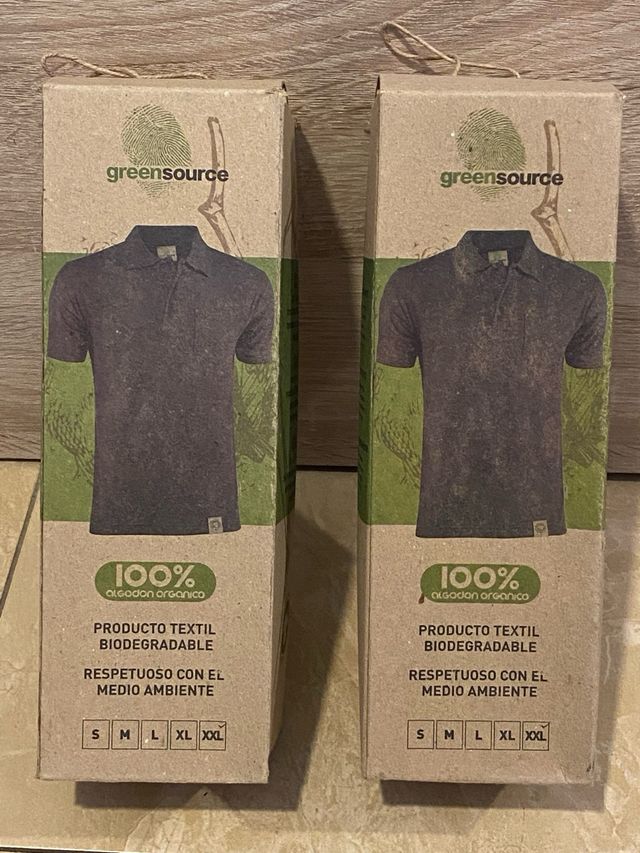 greensource
100%
algodon organico
PRODUCTO TEXTIL
BIODEGRADABLE
RESPETUOSO CON EL
MEDIO AMBIENTE
S M L XL XXL
greensource
100%
algodon organico
PRODUCTO TEXTIL
BIODEGRADABLE
RESPETUOSO CON EL
MEDIO AMBIENTE
S M L XL XXL